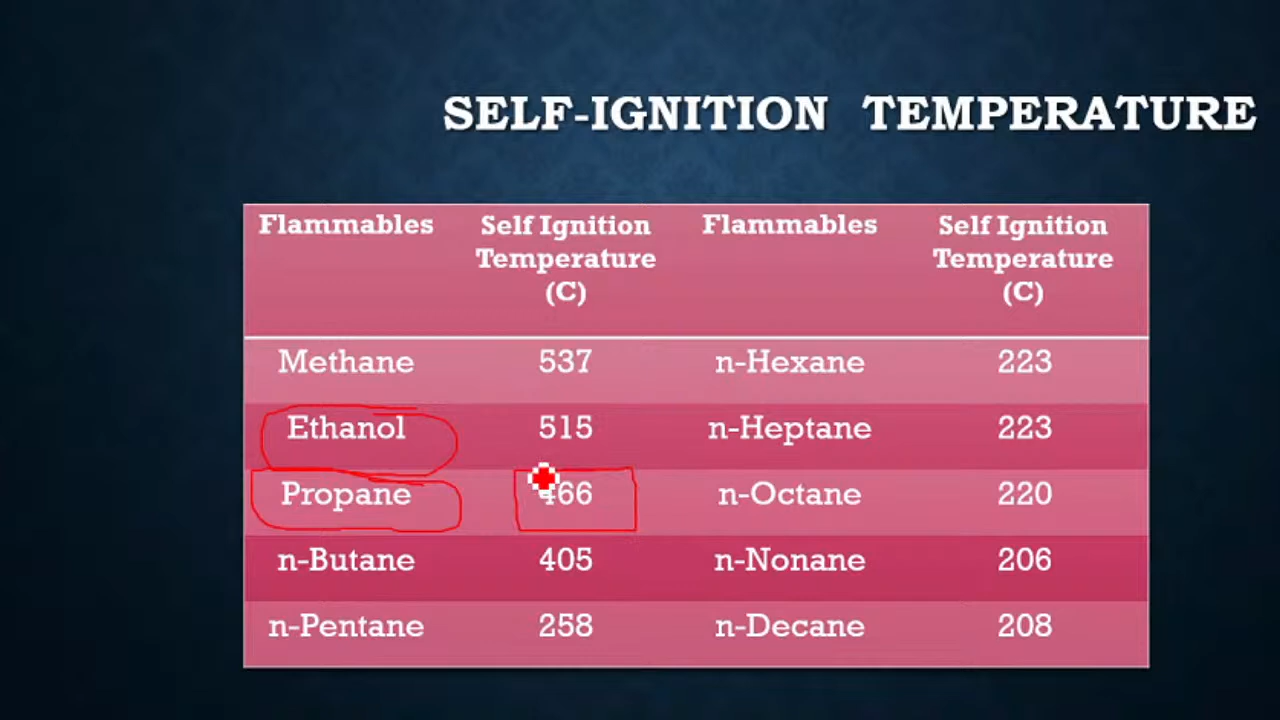 SELF-IGNITION TEMPERATURE
Flammables Self Ignition Temperature (C) Flammables Self Ignition Temperature (C)
Methane 537 n-Hexane 223
Ethanol 515 n-Heptane 223
Propane 466 n-Octane 220
n-Butane 405 n-Nonane 206
n-Pentane 258 n-Decane 208